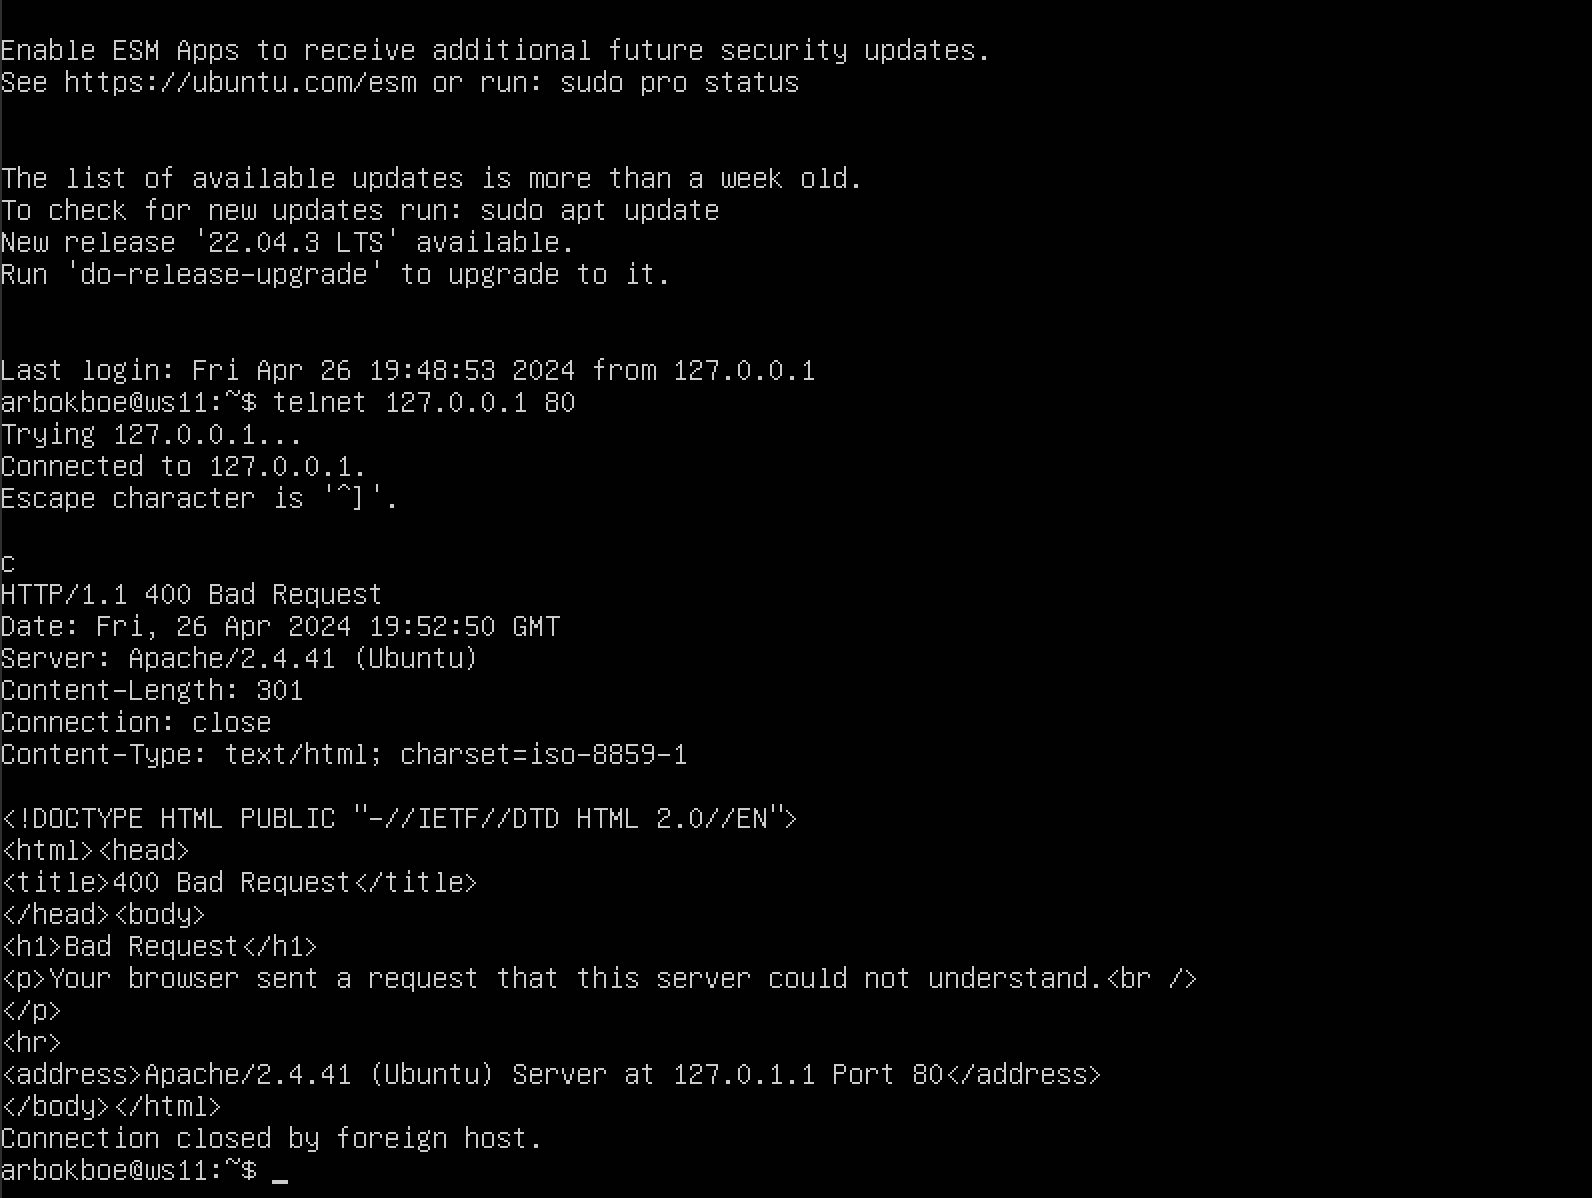 Enable ESM Apps to receive additional future security updates.
See https://ubuntu.com/esm or run: sudo pro status
The list of available updates is more than a week old.
To check for new updates run: sudo apt update
New release '22.04.3 LTS' available.
Run 'do-release-upgrade' to upgrade to it.
Last login: Fri Apr 26 19:48:53 2024 from 127.0.0.1
arbokboe@ws11:~$ telnet 127.0.0.1 80
Trying 127.0.0.1...
Connected to 127.0.0.1.
Escape character is '^]'.
c
HTTP/1.1 400 Bad Request
Date: Fri, 26 Apr 2024 19:52:50 GMT
Server: Apache/2.4.41 (Ubuntu)
Content-Length: 301
Connection: close
Content-Type: text/html; charset=iso-8859-1
<!DOCTYPE HTML PUBLIC "-//IETF//DTD HTML 2.0//EN">
<html><head>
<title>400 Bad Request</title>
</head><body>
<h1>Bad Request</h1>
<p>Your browser sent a request that this server could not understand.<br />
</p>
<hr>
<address>Apache/2.4.41 (Ubuntu) Server at 127.0.1.1 Port 80</address>
</body></html>
Connection closed by foreign host.
arbokboe@ws11:~$ _